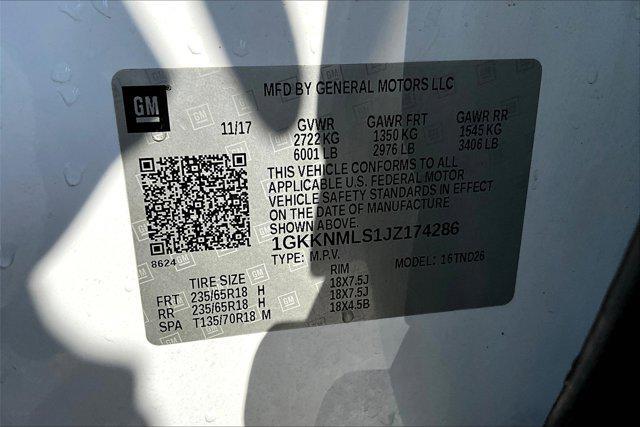 MFD BY GENERAL MOTORS LLC
GM
11/17
GVWR GAWR FRT GAWR RR
2722 KG 1350 KG 1545 KG
6001 LB 2976 LB 3406 LB
THIS VEHICLE CONFORMS TO ALL
APPLICABLE U.S. FEDERAL MOTOR
VEHICLE SAFETY STANDARDS IN EFFECT
ON THE DATE OF MANUFACTURE
SHOWN ABOVE.
1GKKNMLS1JZ174286
8624
TYPE: M.P.V. MODEL: 16TND26
TIRE SIZE RIM
FRT 235/65R18 H 18X7.5J
RR 235/65R18 H 18X7.5J
SPA T135/70R18 M 18X4.5B